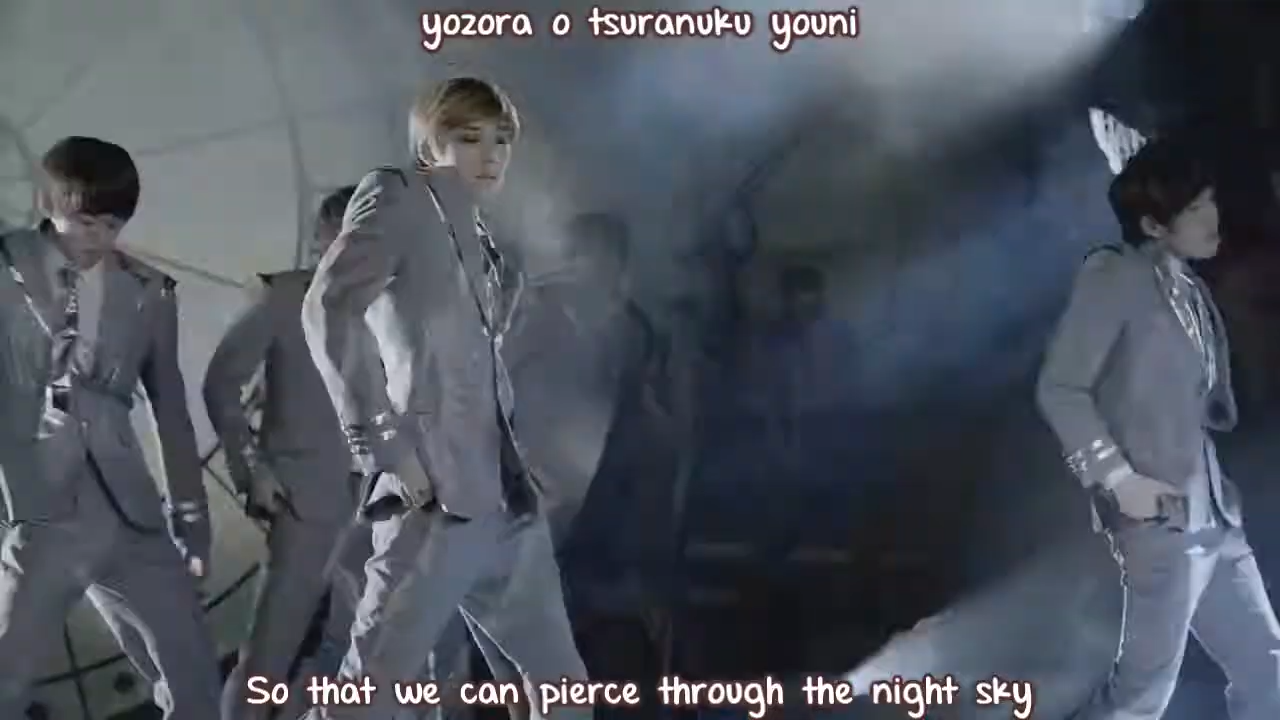 yozora o tsuranuku youni
So that we can pierce through the night sky